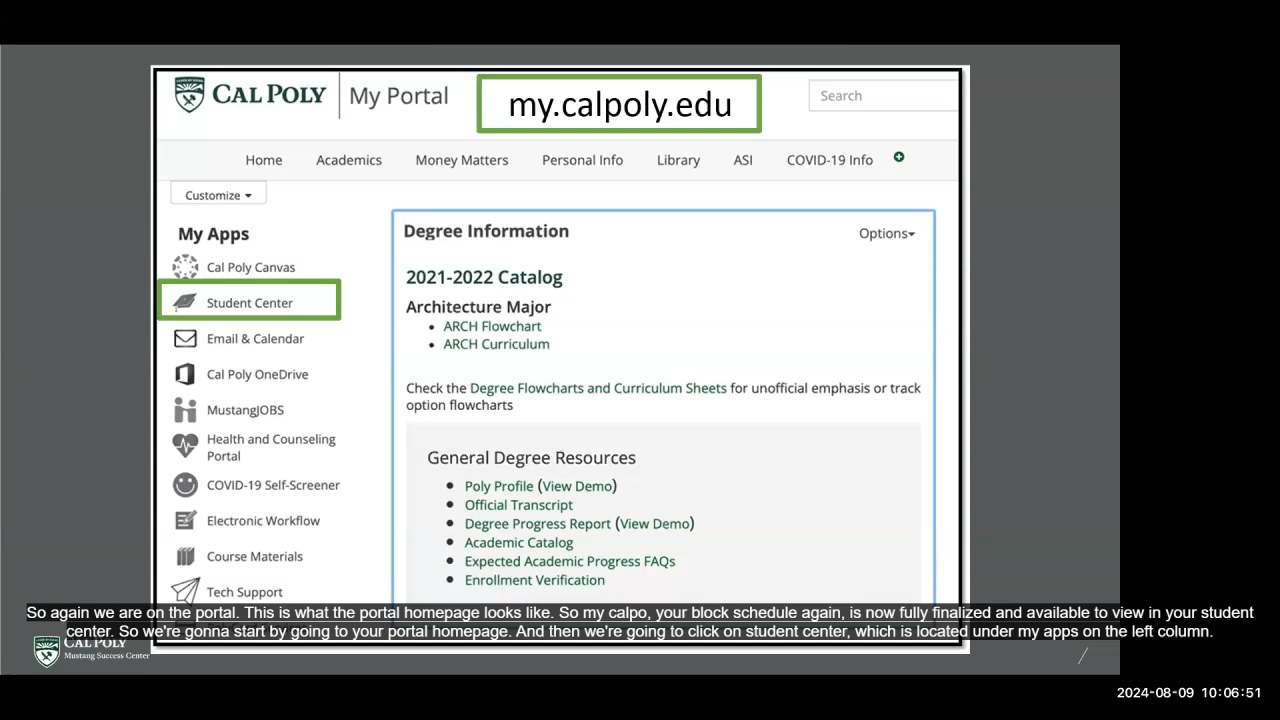 CAL POLY
My Portal
my.calpoly.edu
Search
Home Academics Money Matters Personal Info Library ASI COVID-19 Info
Customize
My Apps
Cal Poly Canvas
Student Center
Email & Calendar
Cal Poly OneDrive
MustangJOBS
Health and Counseling
Portal
COVID-19 Self-Screener
Electronic Workflow
Course Materials
Tech Support
Degree Information
Options
2021-2022 Catalog
Architecture Major
• ARCH Flowchart
• ARCH Curriculum
Check the Degree Flowcharts and Curriculum Sheets for unofficial emphasis or track
option flowcharts
General Degree Resources
• Poly Profile (View Demo)
• Official Transcript
• Degree Progress Report (View Demo)
• Academic Catalog
• Expected Academic Progress FAQs
• Enrollment Verification
So again we are on the portal. This is what the portal homepage looks like. So my calpo, your block schedule again, is now fully finalized and available to view in your student
center. So we're gonna start by going to your portal homepage. And then we're going to click on student center, which is located under my apps on the left column.
CAL POLY
Mustang Success Center
2024-08-09 10:06:51